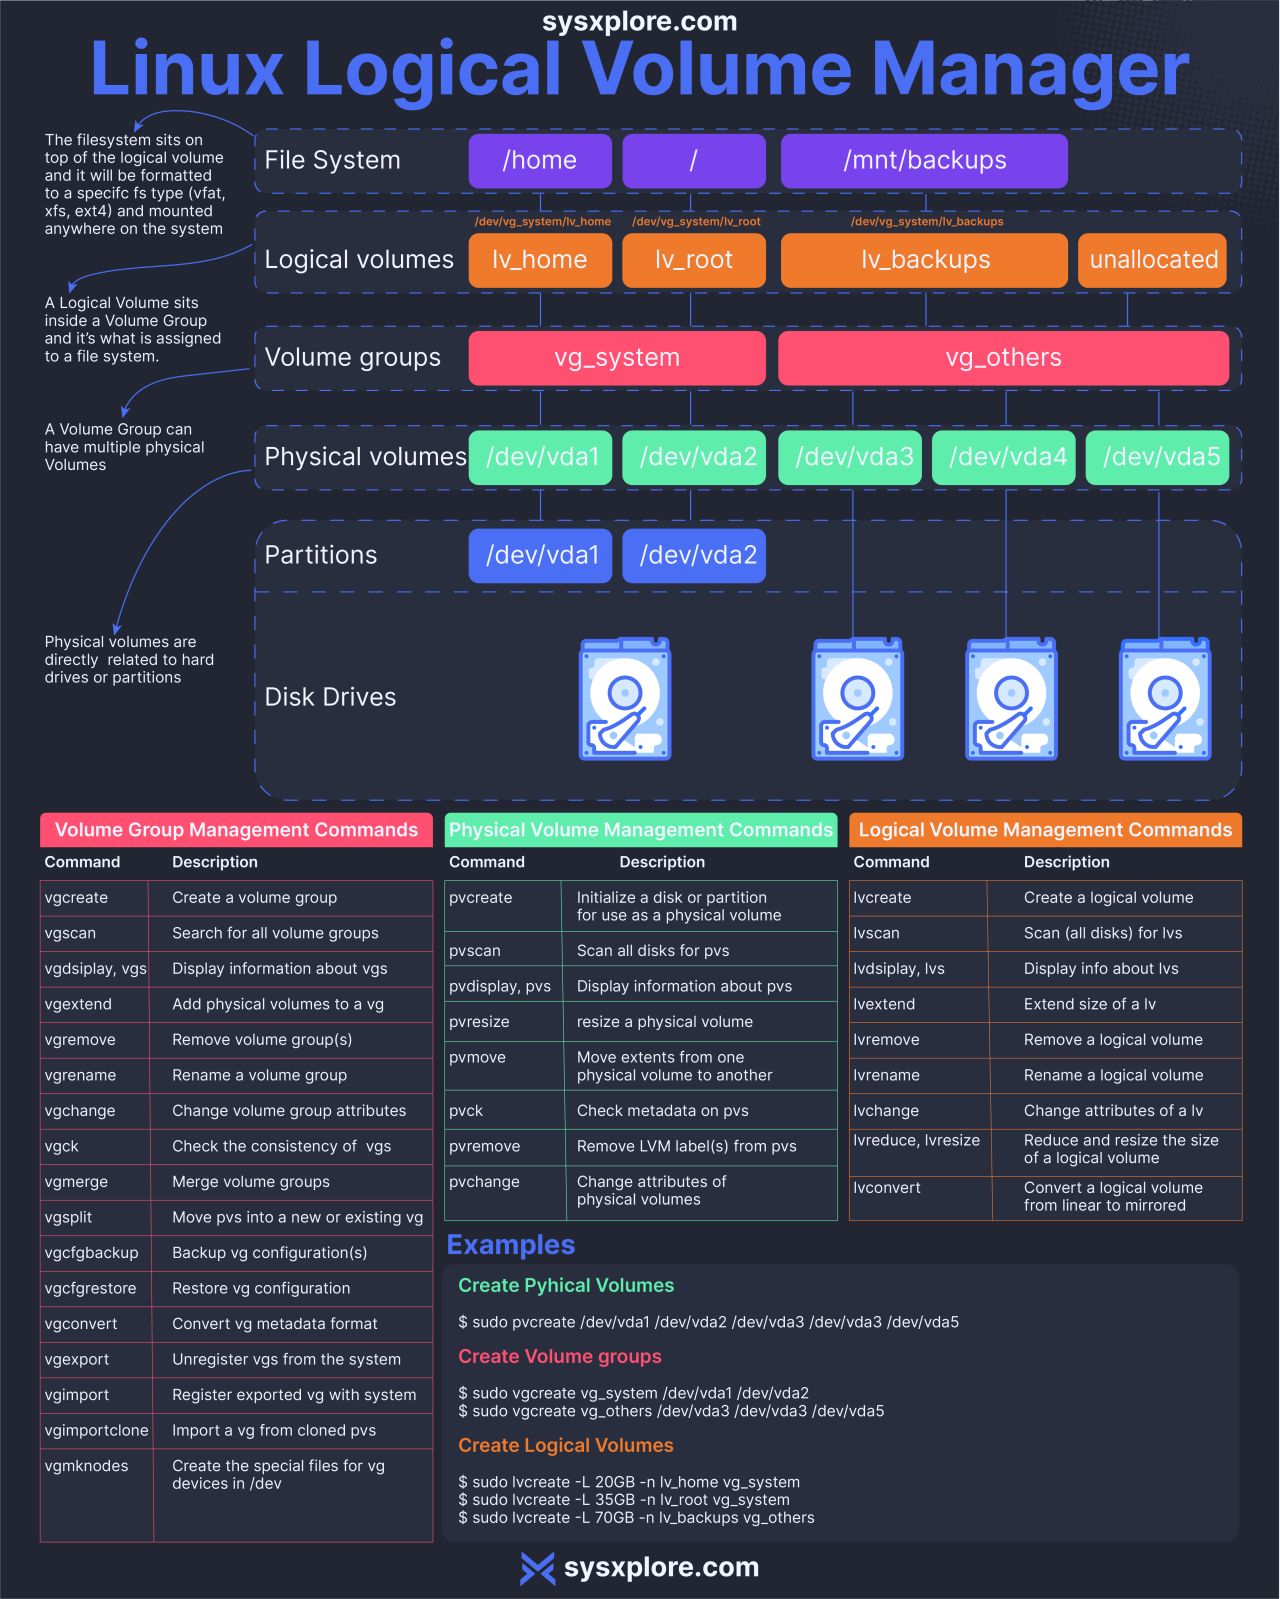 sysxplore.com
Linux Logical Volume Manager
The filesystem sits on
top of the logical volume
and it will be formatted
to a specifc fs type (vfat,
xfs, ext4) and mounted
anywhere on the system
A Logical Volume sits
inside a Volume Group
and it's what is assigned
to a file system.
A Volume Group can
have multiple physical
Volumes
Physical volumes are
directly related to hard
drives or partitions
File System /home / /mnt/backups
/dev/vg_system/lv_home /dev/vg_system/lv_root /dev/vg_system/lv_backups
Logical volumes lv_home lv_root lv_backups unallocated
Volume groups vg_system vg_others
Physical volumes /dev/vda1 /dev/vda2 /dev/vda3 /dev/vda4 /dev/vda5
Partitions /dev/vda1 /dev/vda2
Disk Drives
Volume Group Management Commands
Command Description
vgcreate Create a volume group
vgscan Search for all volume groups
vgdsiplay, vgs Display information about vgs
vgextend Add physical volumes to a vg
vgremove Remove volume group(s)
vgrename Rename a volume group
vgchange Change volume group attributes
vgck Check the consistency of vgs
vgmerge Merge volume groups
vgsplit Move pvs into a new or existing vg
vgcfgbackup Backup vg configuration(s)
vgcfgrestore Restore vg configuration
vgconvert Convert vg metadata format
vgexport Unregister vgs from the system
vgimport Register exported vg with system
vgimportclone Import a vg from cloned pvs
vgmknodes Create the special files for vg
devices in /dev
Physical Volume Management Commands
Command Description
pvcreate Initialize a disk or partition
for use as a physical volume
pvscan Scan all disks for pvs
pvdisplay, pvs Display information about pvs
pvresize resize a physical volume
pvmove Move extents from one
physical volume to another
pvck Check metadata on pvs
pvremove Remove LVM label(s) from pvs
pvchange Change attributes of
physical volumes
Logical Volume Management Commands
Command Description
lvcreate Create a logical volume
lvscan Scan (all disks) for lvs
lvdsiplay, lvs Display info about lvs
lvextend Extend size of a lv
lvremove Remove a logical volume
lvrename Rename a logical volume
lvchange Change attributes of a lv
lvreduce, lvresize Reduce and resize the size
of a logical volume
lvconvert Convert a logical volume
from linear to mirrored
Examples
Create Pyhical Volumes
$ sudo pvcreate /dev/vda1 /dev/vda2 /dev/vda3 /dev/vda3 /dev/vda5
Create Volume groups
$ sudo vgcreate vg_system /dev/vda1 /dev/vda2
$ sudo vgcreate vg_others /dev/vda3 /dev/vda3 /dev/vda5
Create Logical Volumes
$ sudo lvcreate -L 20GB -n lv_home vg_system
$ sudo lvcreate -L 35GB -n lv_root vg_system
$ sudo lvcreate -L 70GB -n lv_backups vg_others
sysxplore.com